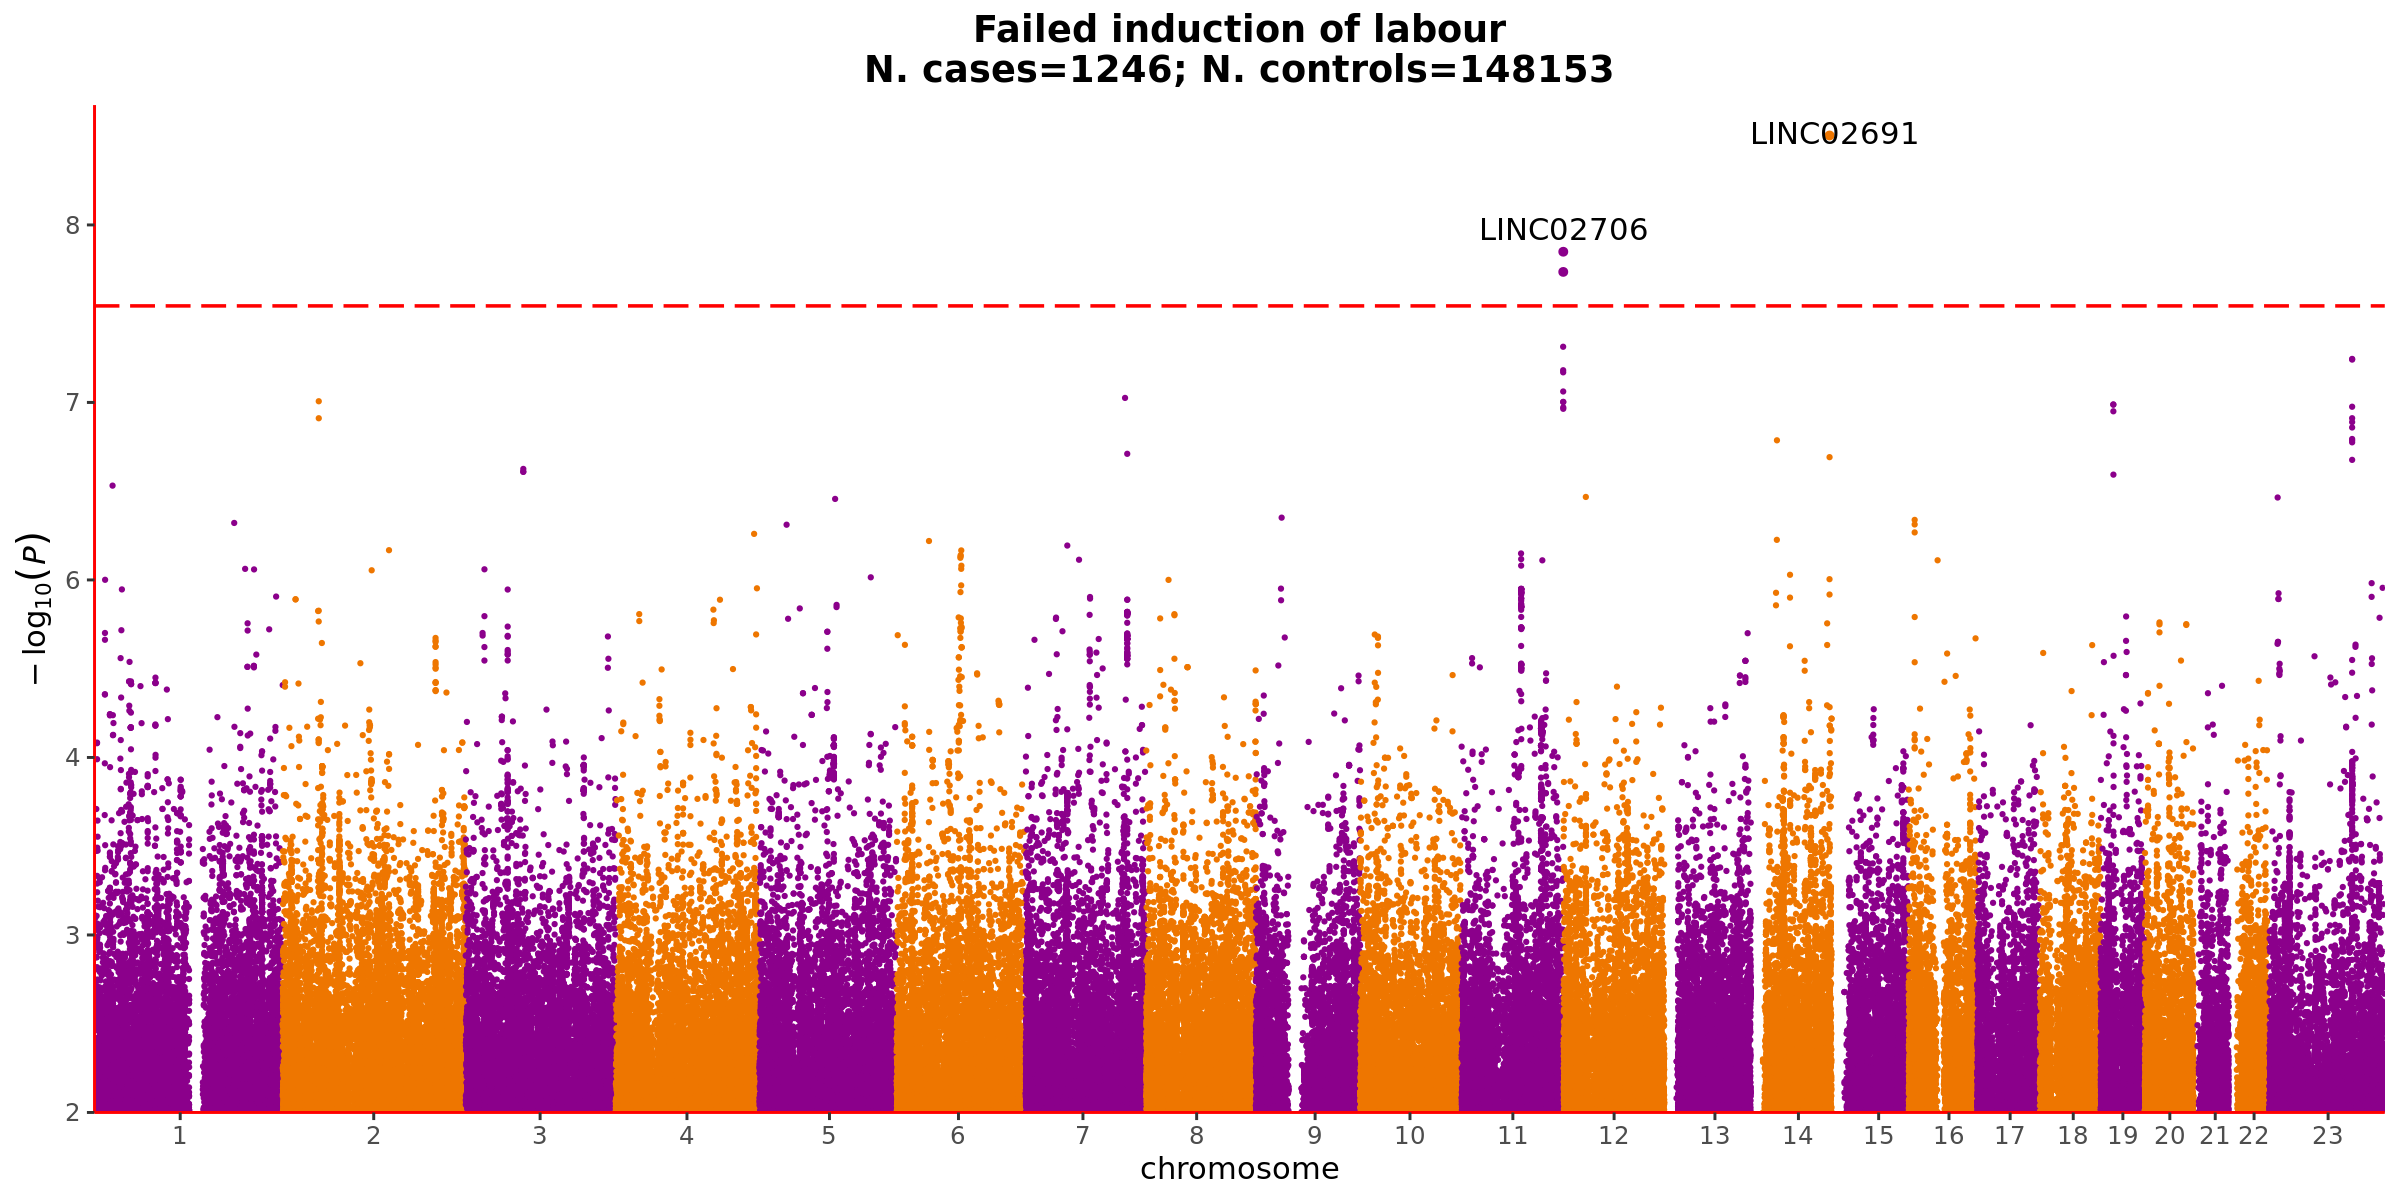 Failed induction of labour
N. cases=1246; N. controls=148153
LINC02691
LINC02706
8
7
6
4
3
2
−log10(P)
1 2 3 4 5 6 7 8 9 10 11 12 13 14 15 16 17 18 19 20 21 22 23
chromosome